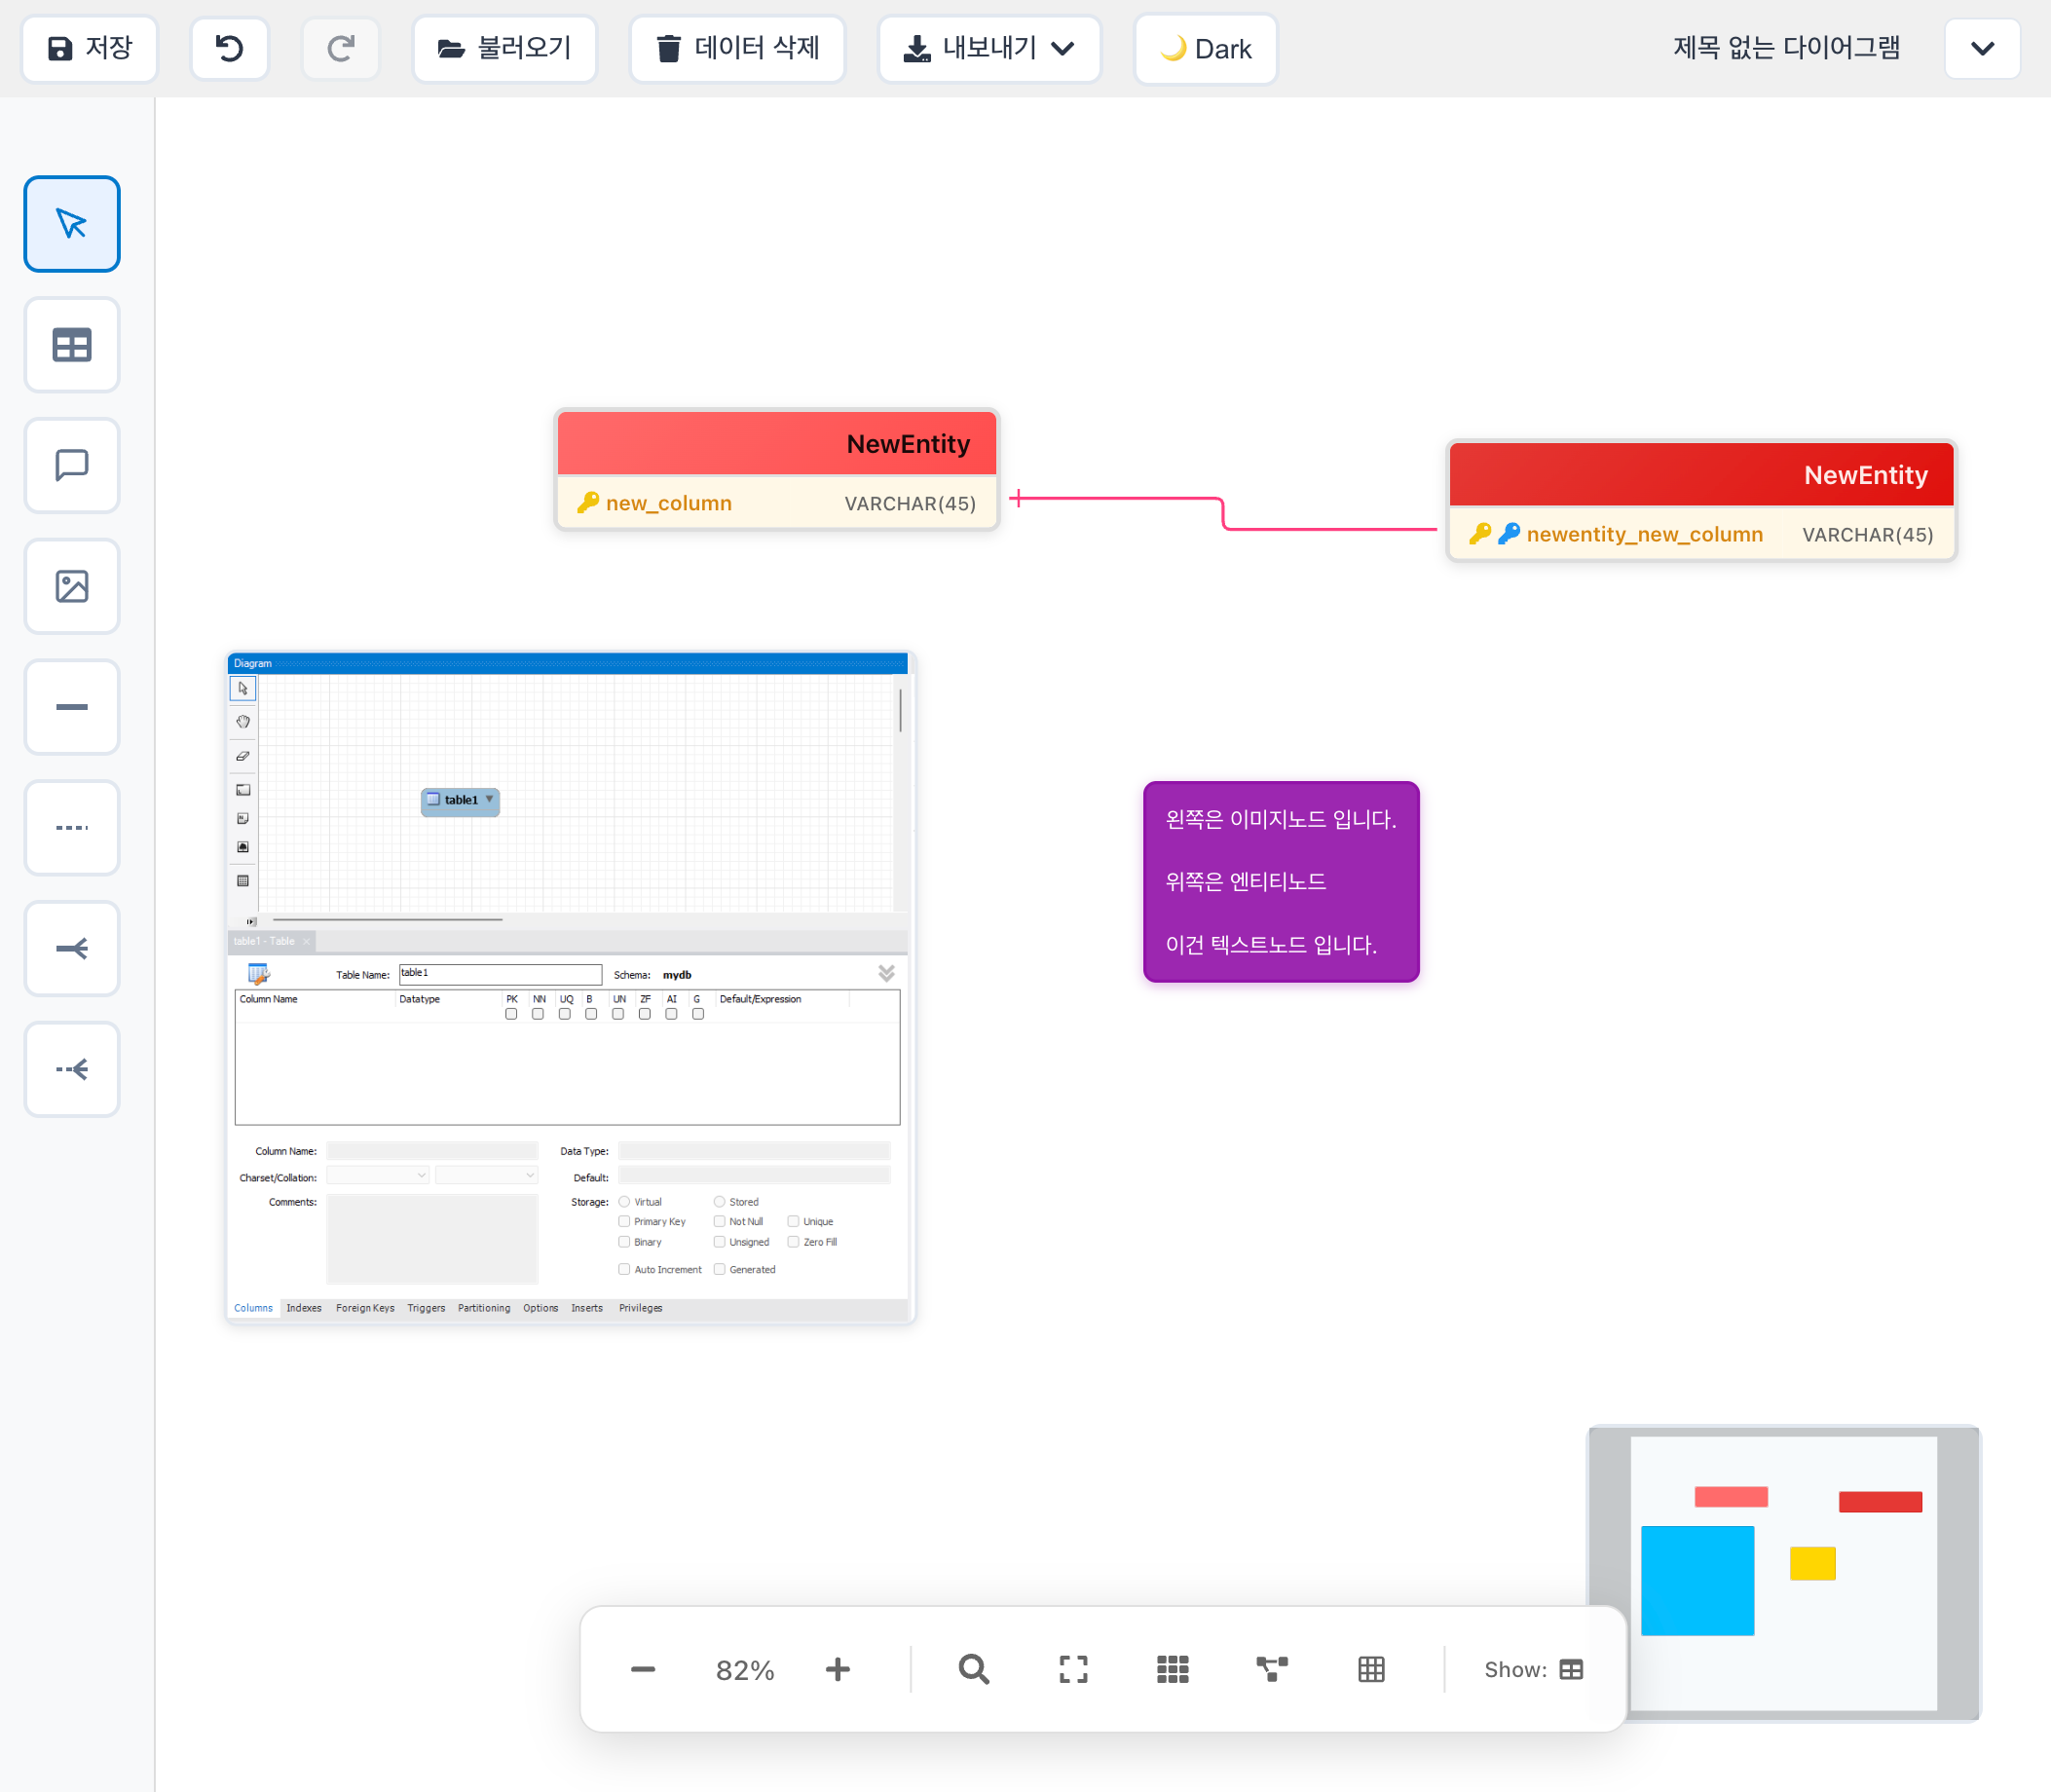 저장
불러오기
데이터 삭제
내보내기
Dark
제목 없는 다이어그램
NewEntity
new_column VARCHAR(45)
NewEntity
newentity_new_column VARCHAR(45)
Diagram
table1
table1 - Table
Table Name: table1 Schema: mydb
Column Name Datatype PK NN UQ B UN ZF AI G Default/Expression
Column Name: Data Type:
Charset/Collation: Default:
Comments: Storage: Virtual Stored
Primary Key Not Null Unique
Binary Unsigned Zero Fill
Auto Increment Generated
Columns Indexes Foreign Keys Triggers Partitioning Options Inserts Privileges
왼쪽은 이미지노드 입니다.
위쪽은 엔티티노드
이건 텍스트노드 입니다.
82%
Show: